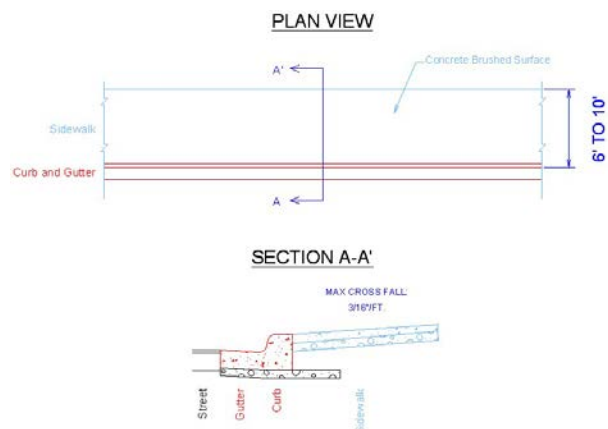 PLAN VIEW
A'
Concrete Brushed Surface
Sidewalk
6' TO 10'
Curb and Gutter
A
SECTION A-A'
MAX CROSS FALL:
3/16"/FT.
Street
Gutter
Curb
Sidewalk